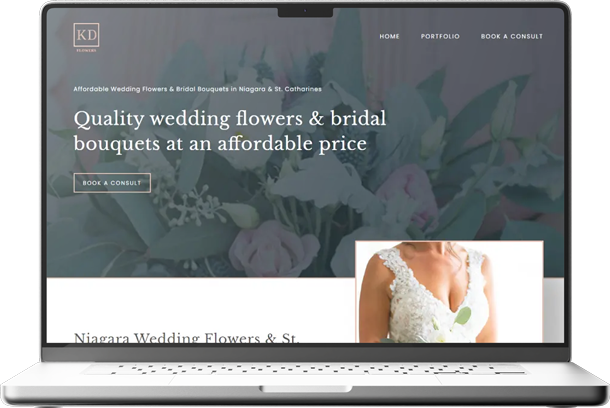 KD
FLOWERS
HOME PORTFOLIO BOOK A CONSULT
Affordable Wedding Flowers & Bridal Bouquets in Niagara & St. Catharines
Quality wedding flowers & bridal
bouquets at an affordable price
BOOK A CONSULT
Niagara Wedding Flowers & St.